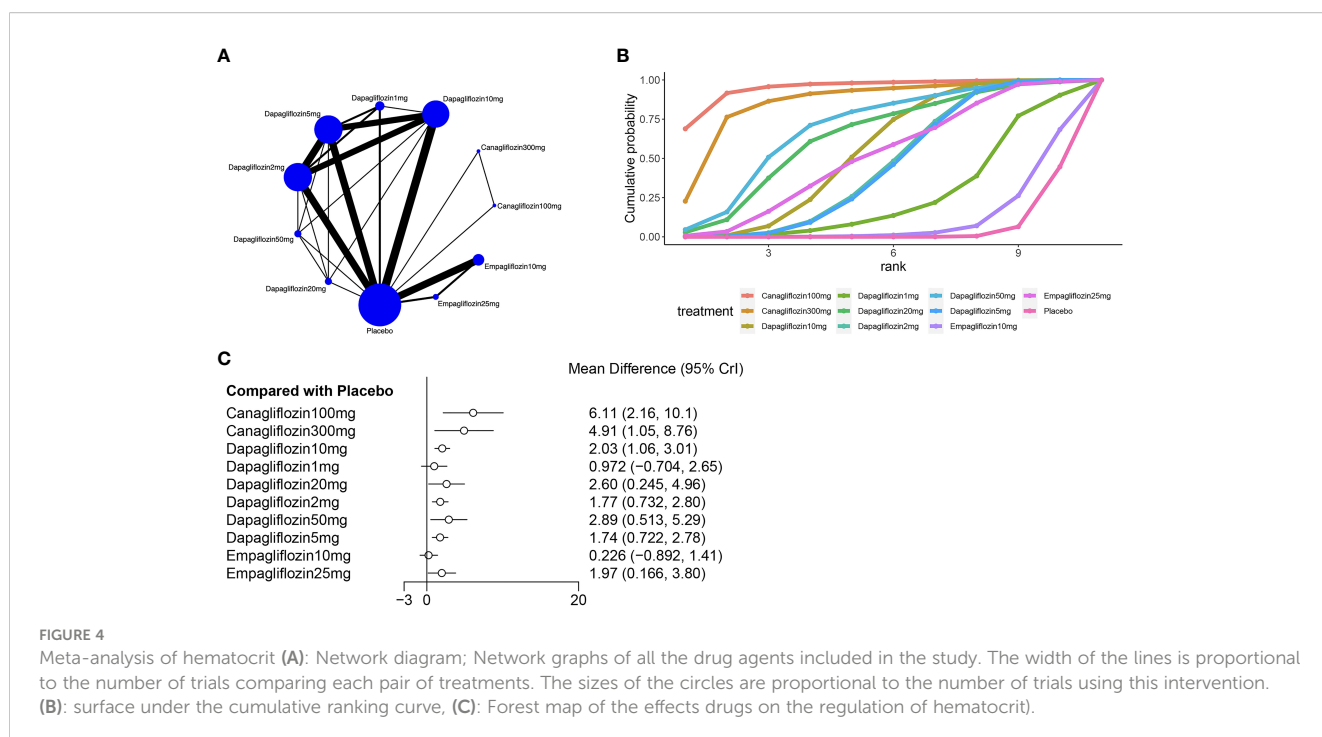 A
Dapagliflozin1mg
Dapagliflozin10mg
Dapagliflozin5mg
Canagliflozin300mg
Dapagliflozin2mg
Canagliflozin100mg
Dapagliflozin50mg
Empagliflozin10mg
Dapagliflozin20mg
Empagliflozin25mg
Placebo
B
Cumulative probability
1.00
0.75
0.50
0.25
0.00
3 6 9
rank
treatment
Canagliflozin100mg Dapagliflozin1mg Dapagliflozin50mg Empagliflozin25mg
Canagliflozin300mg Dapagliflozin20mg Dapagliflozin5mg Placebo
Dapagliflozin10mg Dapagliflozin2mg Empagliflozin10mg
C
Mean Difference (95% CrI)
Compared with Placebo
Canagliflozin100mg 6.11 (2.16, 10.1)
Canagliflozin300mg 4.91 (1.05, 8.76)
Dapagliflozin10mg 2.03 (1.06, 3.01)
Dapagliflozin1mg 0.972 (−0.704, 2.65)
Dapagliflozin20mg 2.60 (0.245, 4.96)
Dapagliflozin2mg 1.77 (0.732, 2.80)
Dapagliflozin50mg 2.89 (0.513, 5.29)
Dapagliflozin5mg 1.74 (0.722, 2.78)
Empagliflozin10mg 0.226 (−0.892, 1.41)
Empagliflozin25mg 1.97 (0.166, 3.80)
−3 0 20
FIGURE 4
Meta-analysis of hematocrit (A): Network diagram; Network graphs of all the drug agents included in the study. The width of the lines is proportional
to the number of trials comparing each pair of treatments. The sizes of the circles are proportional to the number of trials using this intervention.
(B): surface under the cumulative ranking curve, (C): Forest map of the effects drugs on the regulation of hematocrit).